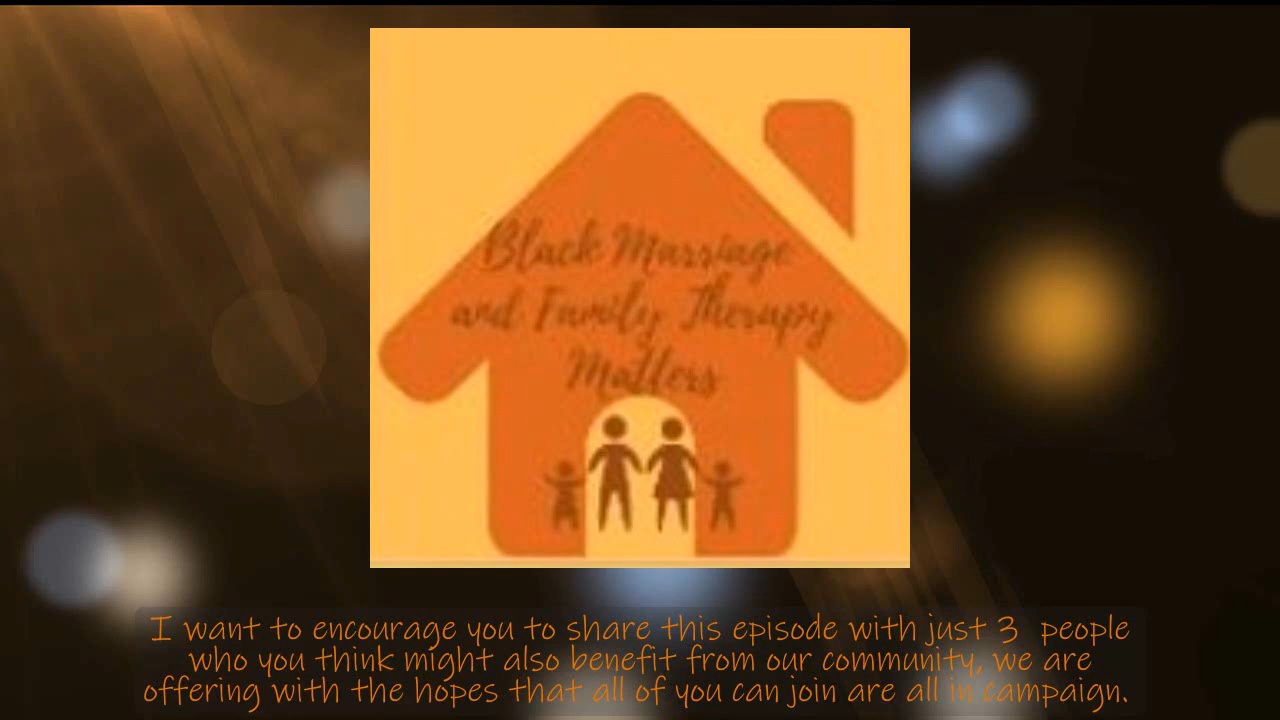 Black Marriage
and Family Therapy
Matters
I want to encourage you to share this episode with just 3 people
who you think might also benefit from our community, we are
offering with the hopes that all of you can join are all in campaign.